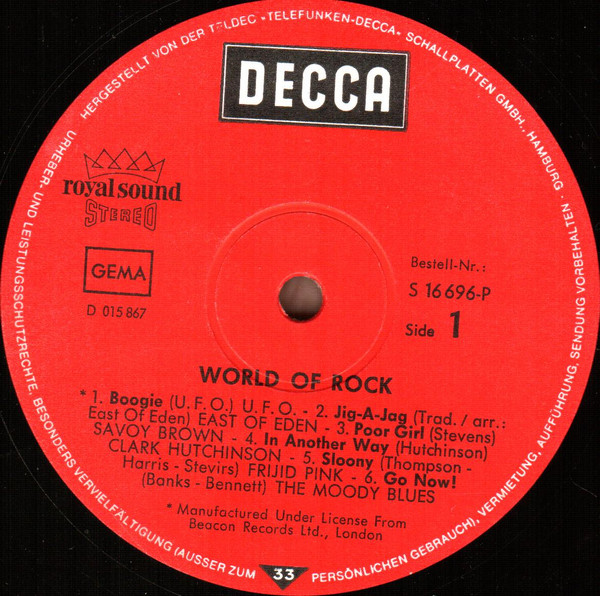 HERGESTELLT VON DER TELDEC »TELEFUNKEN-DECCA« SCHALLPLATTEN GMBH., HAMBURG · URHEBER- UND LEISTUNGSSCHUTZRECHTE, BESONDERS VERVIELFÄLTIGUNG (AUSSER ZUM PERSÖNLICHEN GEBRAUCH), VERMIETUNG, AUFFÜHRUNG, SENDUNG VORBEHALTEN ·
DECCA
royal sound
STEREO
GEMA
D 015 867
Bestell-Nr.:
S 16 696-P
Side 1
WORLD OF ROCK
* 1. Boogie (U.F.O.) U.F.O. - 2. Jig-A-Jag (Trad. / arr.:
East Of Eden) EAST OF EDEN - 3. Poor Girl (Stevens)
SAVOY BROWN - 4. In Another Way (Hutchinson)
CLARK HUTCHINSON - 5. Sloony (Thompson -
Harris - Stevirs) FRIJID PINK - 6. Go Now!
(Banks - Bennett) THE MOODY BLUES
* Manufactured Under License From
Beacon Records Ltd., London
33